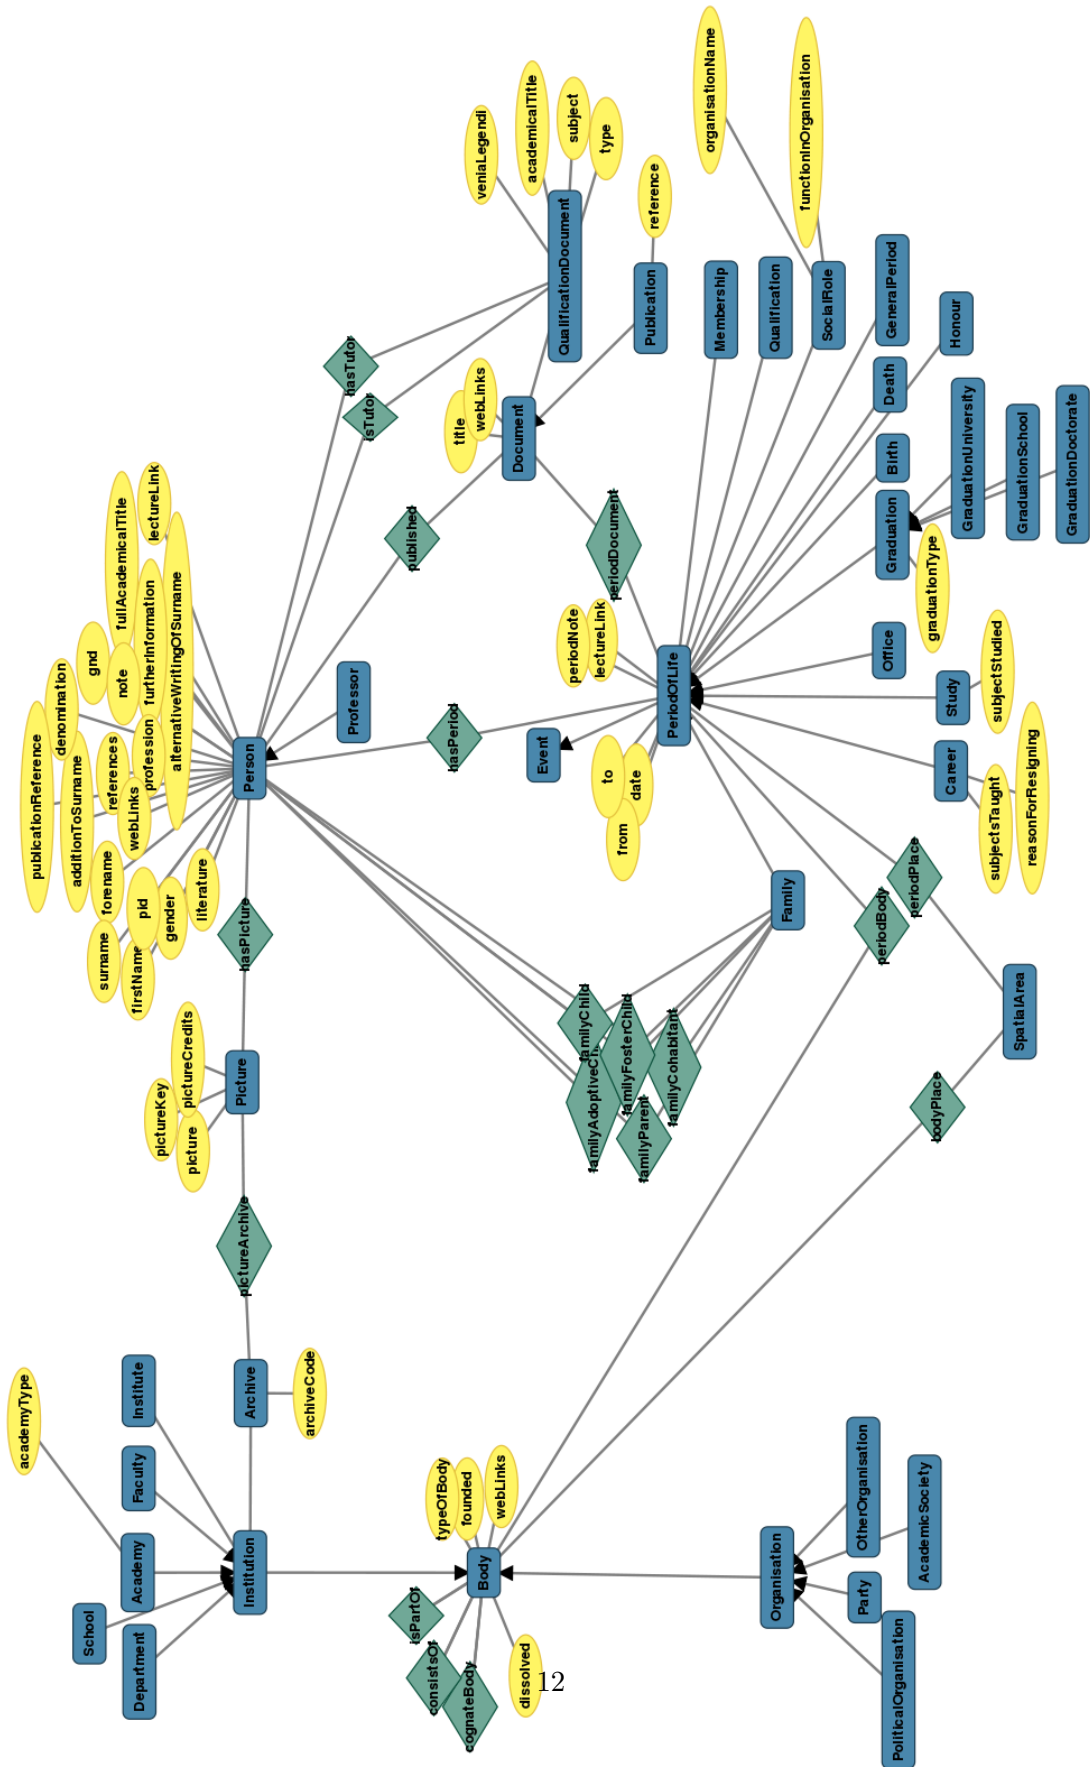 publicationReference
denomination
additionToSurname
gnd
fullAcademicalTitle
lectureLink
note
furtherInformation
alternativeWritingOfSurname
references
profession
webLinks
forename
surname
pid
firstName
gender
literature
Person
Professor
hasPicture
Picture
pictureKey
pictureCredits
picture
pictureArchive
Archive
archiveCode
academyType
Institute
Faculty
Academy
School
Department
Institution
hasTutor
isTutor
published
hasPeriod
veniaLegendi
academicalTitle
subject
type
QualificationDocument
reference
Publication
title
webLinks
Document
periodDocument
organisationName
functionInOrganisation
Membership
Qualification
SocialRole
GeneralPeriod
Honour
Death
Birth
Graduation
GraduationUniversity
GraduationSchool
GraduationDoctorate
graduationType
Office
Study
subjectStudied
Career
subjectsTaught
reasonForResigning
periodNote
lectureLink
PeriodOfLife
Event
to
date
from
Family
familyChild
familyFosterChild
familyCohabitant
familyParent
periodPlace
periodBody
SpatialArea
bodyPlace
typeOfBody
founded
webLinks
Body
isPartOf
consistsOf
cognateBody
dissolved
Organisation
OtherOrganisation
AcademicSociety
Party
PoliticalOrganisation
12